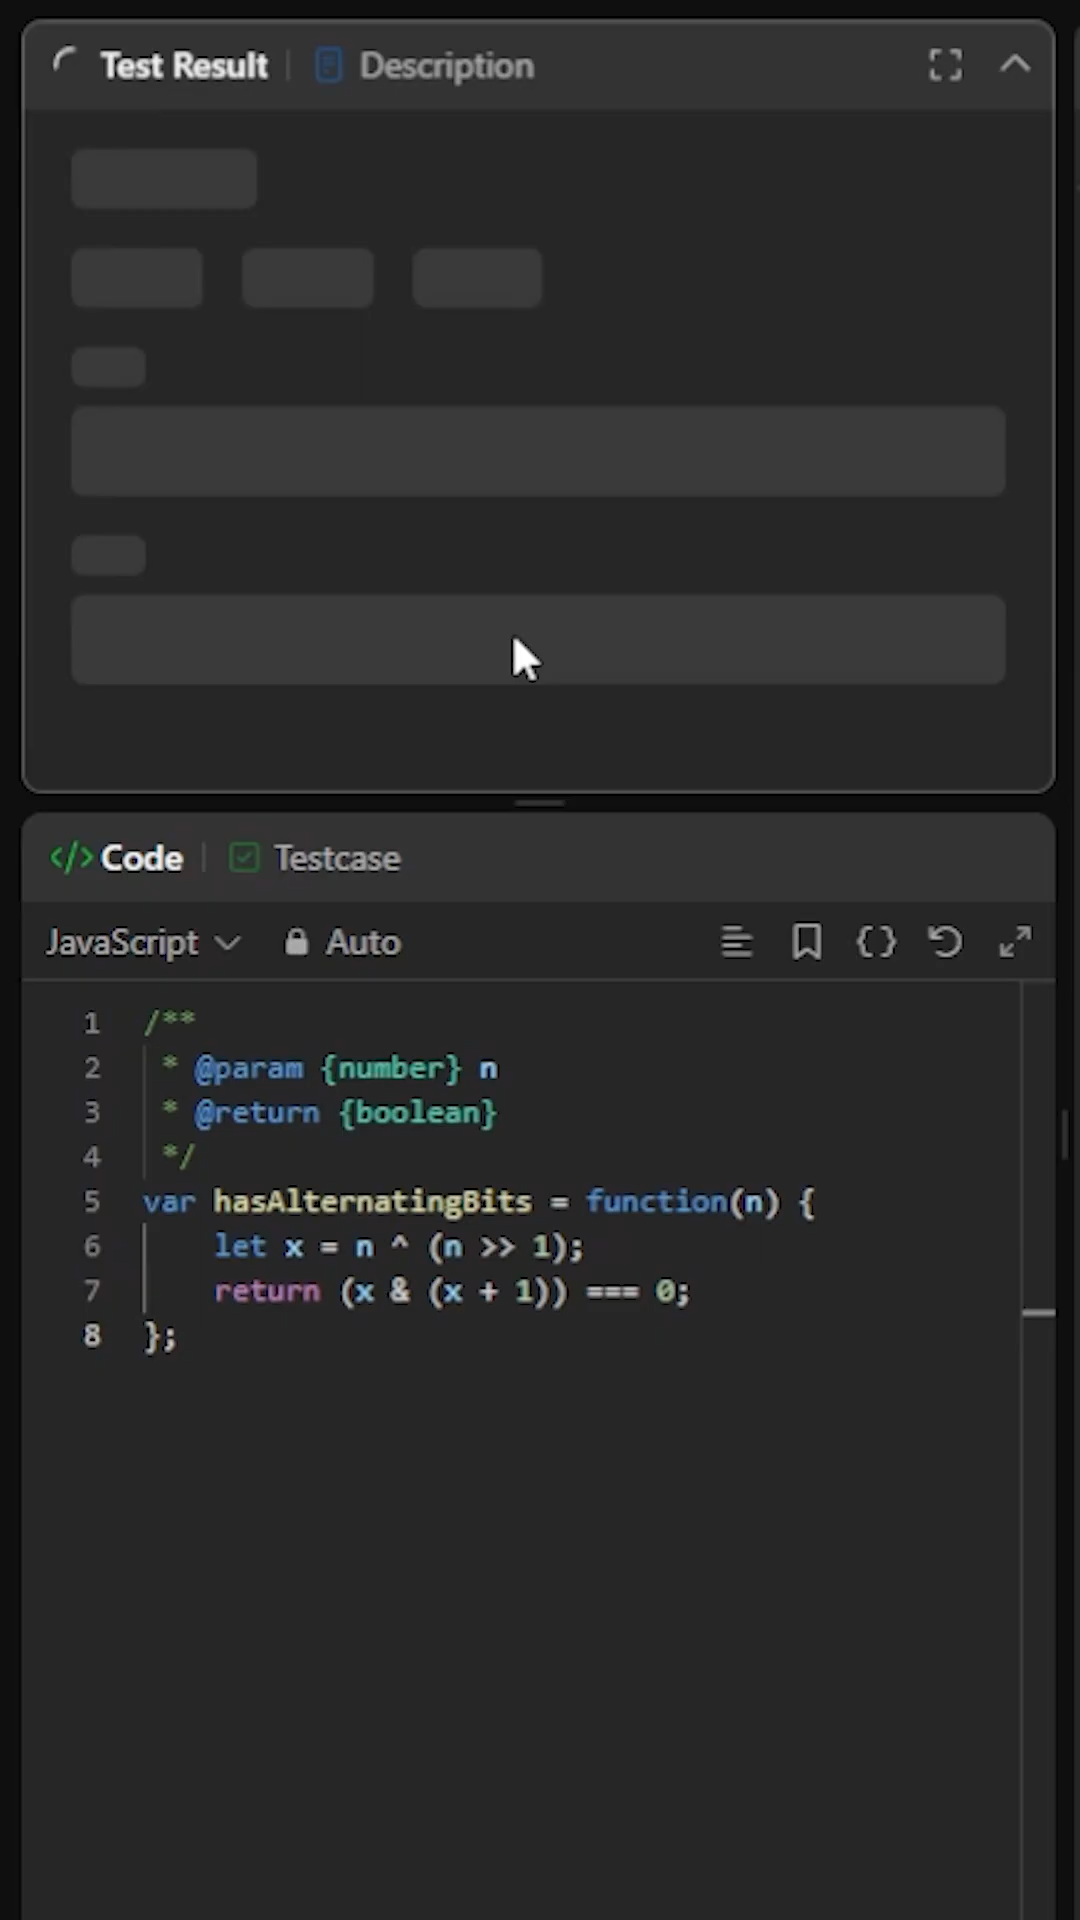 Test Result | Description
</> Code | Testcase
JavaScript Auto
1 /**
2 * @param {number} n
3 * @return {boolean}
4 */
5 var hasAlternatingBits = function(n) {
6 let x = n ^ (n >> 1);
7 return (x & (x + 1)) === 0;
8 };